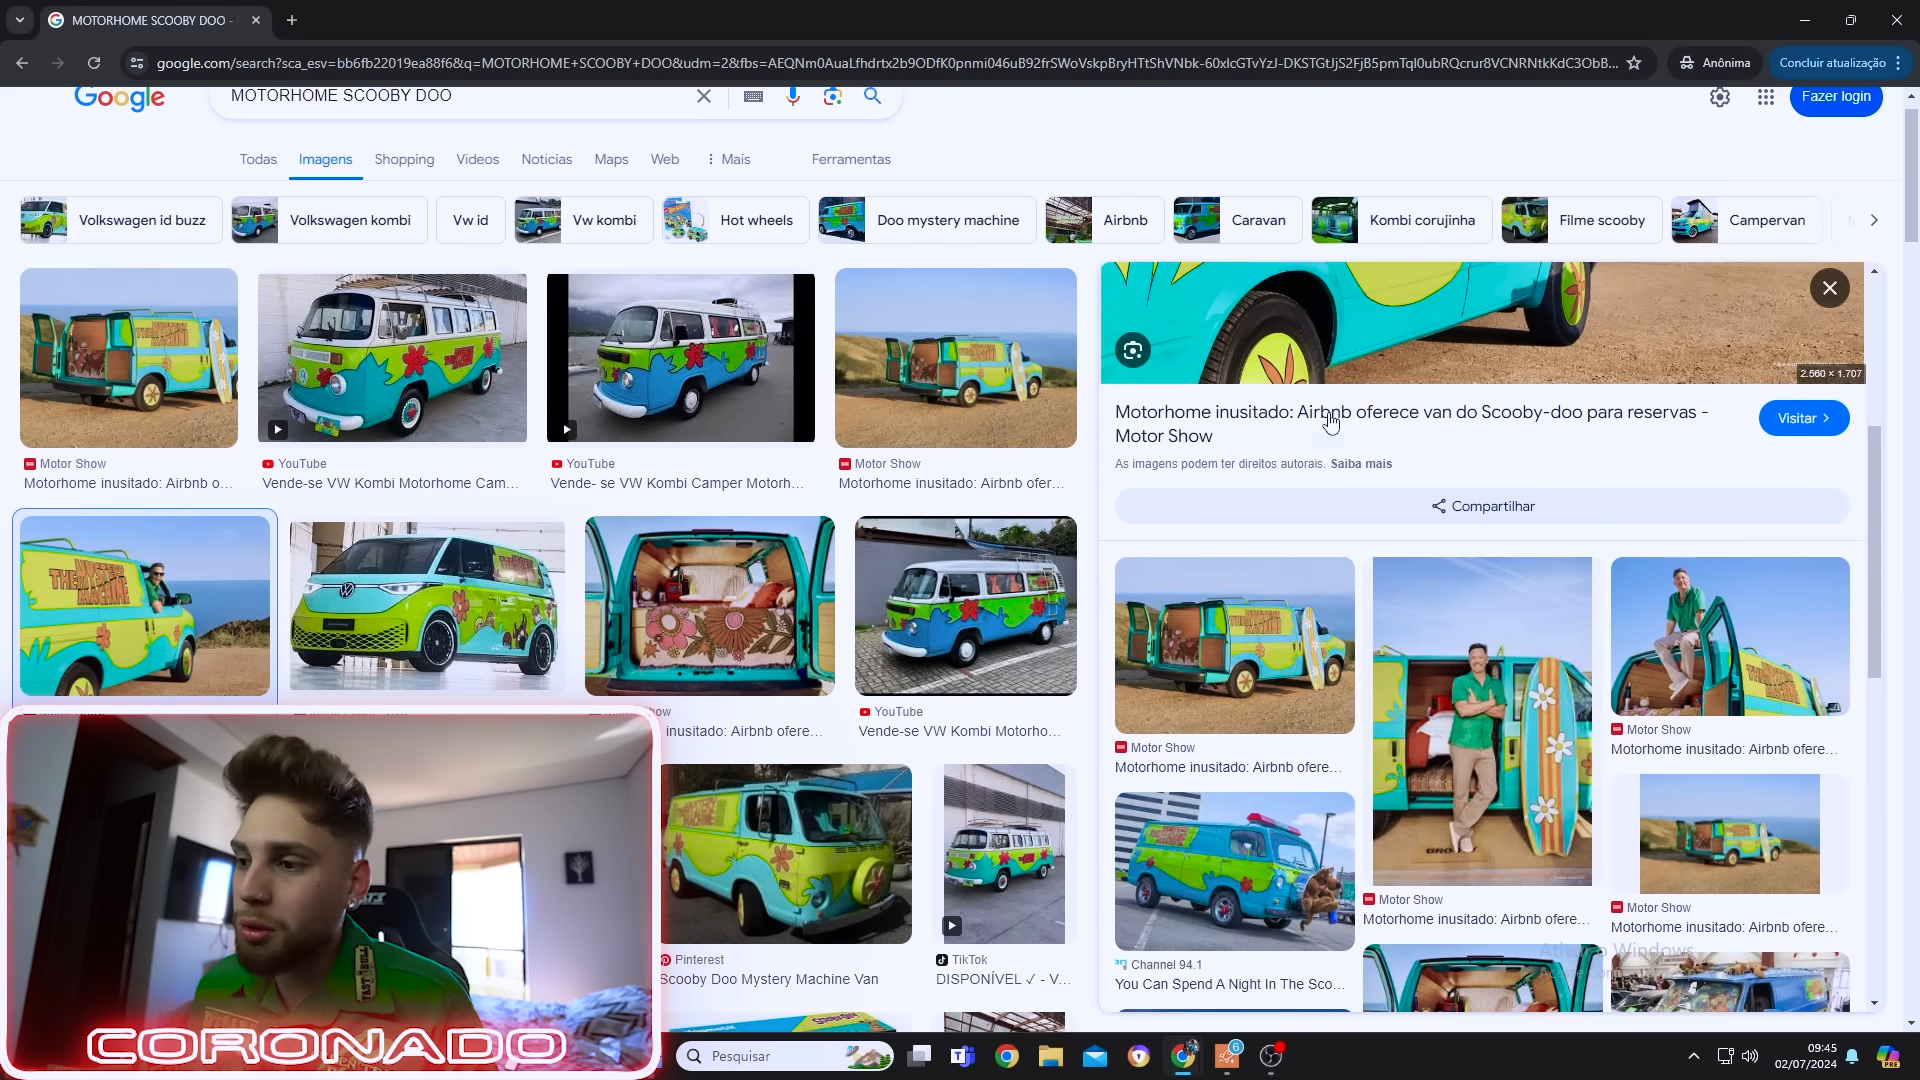 MOTORHOME SCOOBY DOO -
google.com/search?sca_esv=bb6fb22019ea88f6&q=MOTORHOME+SCOOBY+DOO&udm=2&fbs=
Anônima
Concluir atualização
Google
MOTORHOME SCOOBY DOO
Fazer login
Todas
Imagens
Shopping
Vídeos
Notícias
Maps
Web
Mais
Ferramentas
Volkswagen id buzz
Volkswagen kombi
Vw id
Vw kombi
Hot wheels
Doo mystery machine
Airbnb
Caravan
Kombi corujinha
Filme scooby
Campervan
Motor Show
Motorhome inusitado: Airbnb o...
YouTube
Vende-se VW Kombi Motorhome Cam...
YouTube
Vende- se VW Kombi Camper Motorh...
Motor Show
Motorhome inusitado: Airbnb ofer...
THE MYSTERY MACHINE
inusitado: Airbnb ofere...
YouTube
Vende-se VW Kombi Motorho...
Pinterest
Scooby Doo Mystery Machine Van
TikTok
DISPONÍVEL ✓ - V...
2.560 × 1.707
Motorhome inusitado: Airbnb oferece van do Scooby-doo para reservas -
Motor Show
Visitar
As imagens podem ter direitos autorais. Saiba mais
Compartilhar
Motor Show
Motorhome inusitado: Airbnb ofere...
Motor Show
Motorhome inusitado: Airbnb ofere...
Motor Show
Motorhome inusitado: Airbnb ofere...
Motor Show
Motorhome inusitado: Airbnb ofere...
Channel 94.1
You Can Spend A Night In The Sco...
CORONADO
Pesquisar
6
09:45
02/07/2024
PRE